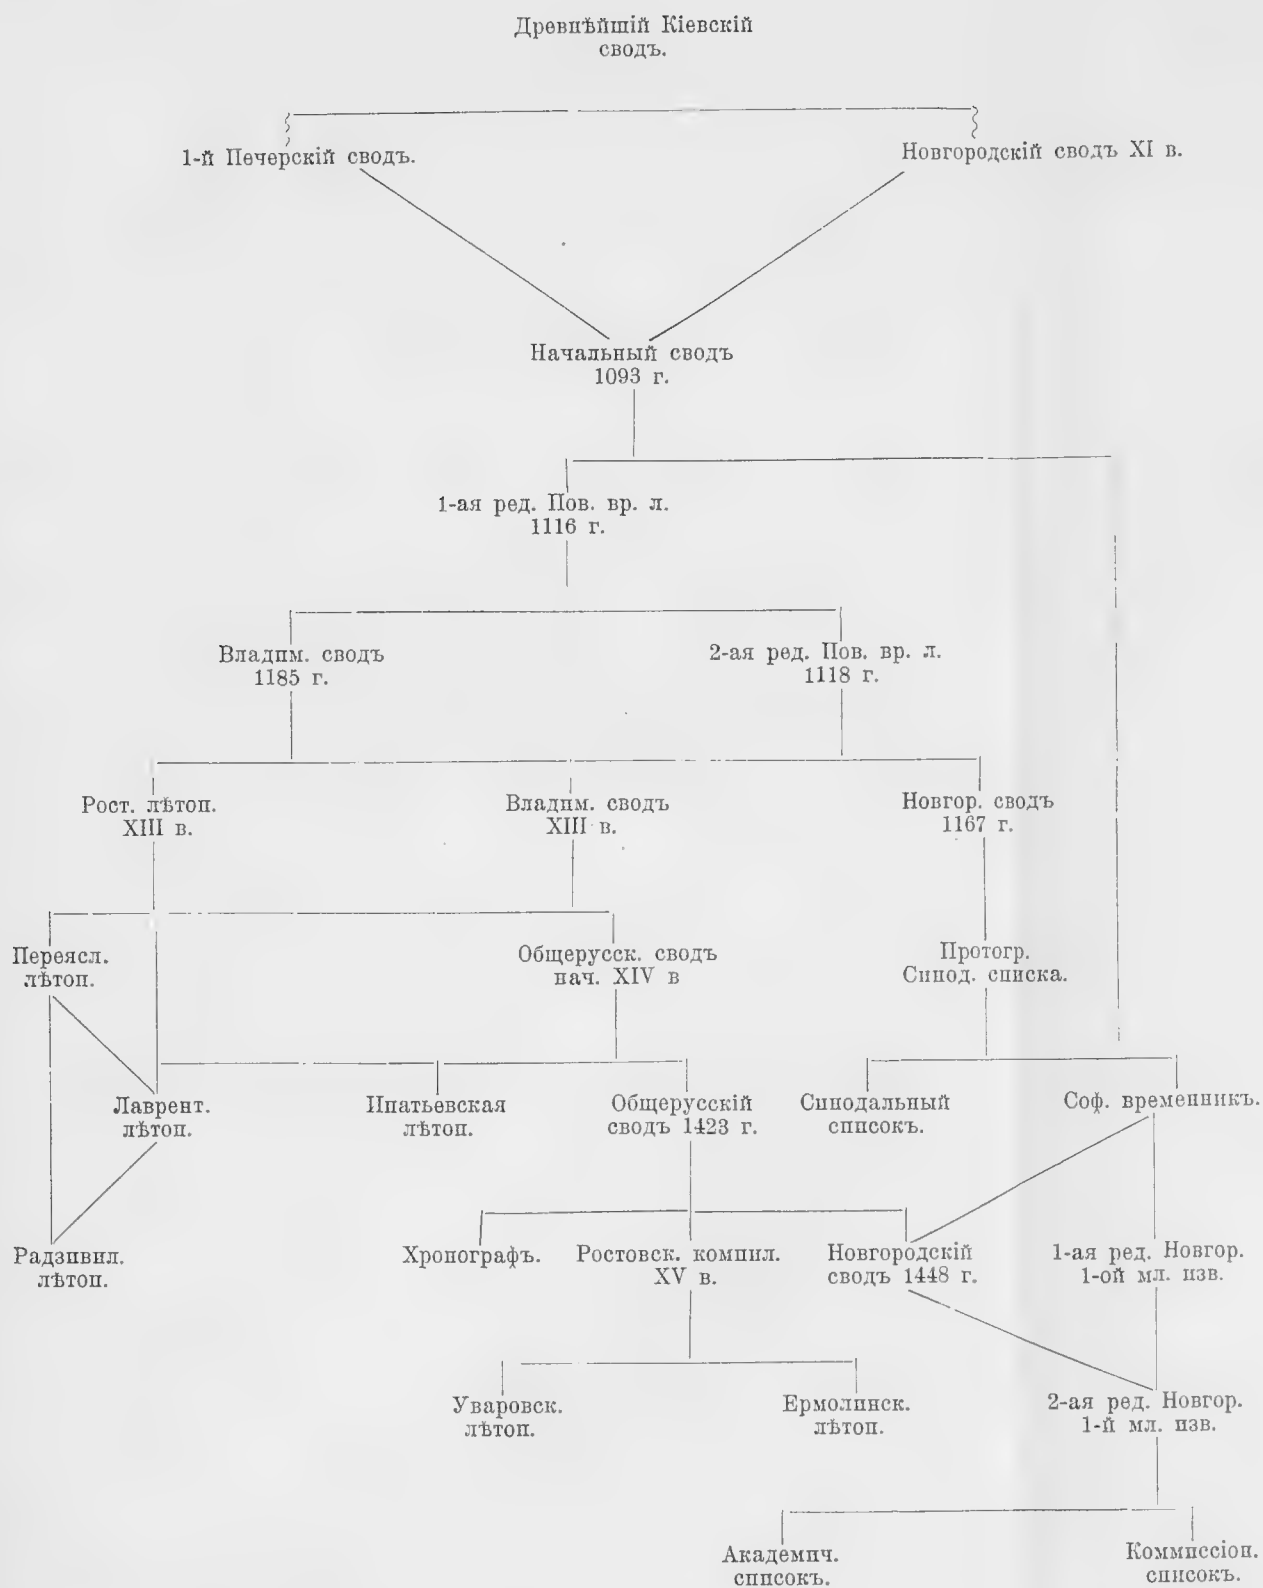 Древнѣйшій Кіевскій
сводъ.
1-й Печерскій сводъ.
Новгородскій сводъ XI в.
Начальный сводъ
1093 г.
1-ая ред. Пов. вр. л.
1116 г.
Владим. сводъ
1185 г.
2-ая ред. Пов. вр. л.
1118 г.
Рост. лѣтоп.
XIII в.
Владим. сводъ
XIII в.
Новгор. сводъ
1167 г.
Переясл.
лѣтоп.
Общерусск. сводъ
нач. XIV в
Протогр.
Синод. списка.
Лаврент.
лѣтоп.
Ипатьевская
лѣтоп.
Общерусскій
сводъ 1423 г.
Синодальный
списокъ.
Соф. временникъ.
Радзивил.
лѣтоп.
Хронографъ.
Ростовск. компил.
XV в.
Новгородскій
сводъ 1448 г.
1-ая ред. Новгор.
1-ой мл. изв.
Уваровск.
лѣтоп.
Ермолинск.
лѣтоп.
2-ая ред. Новгор.
1-й мл. изв.
Академич.
списокъ.
Коммиссіон.
списокъ.